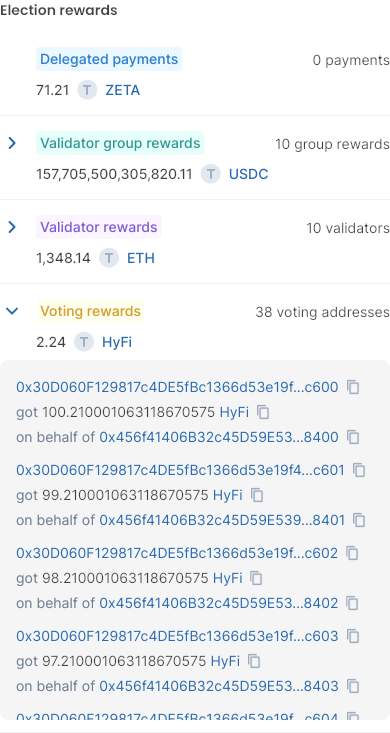 Election rewards
Delegated payments 0 payments
71.21 T ZETA
Validator group rewards 10 group rewards
157,705,500,305,820.11 T USDC
Validator rewards 10 validators
1,348.14 T ETH
Voting rewards 38 voting addresses
2.24 T HyFi
0x30D060F129817c4DE5fBc1366d53e19f...c600
got 100.210001063118670575 HyFi
on behalf of 0x456f41406B32c45D59E53...8400
0x30D060F129817c4DE5fBc1366d53e19f4...c601
got 99.210001063118670575 HyFi
on behalf of 0x456f41406B32c45D59E539...8401
0x30D060F129817c4DE5fBc1366d53e19f...c602
got 98.210001063118670575 HyFi
on behalf of 0x456f41406B32c45D59E53...8402
0x30D060F129817c4DE5fBc1366d53e19f...c603
got 97.210001063118670575 HyFi
on behalf of 0x456f41406B32c45D59E53...8403
0x30D060F129817c4DE5fBc1366d53e19f...c604